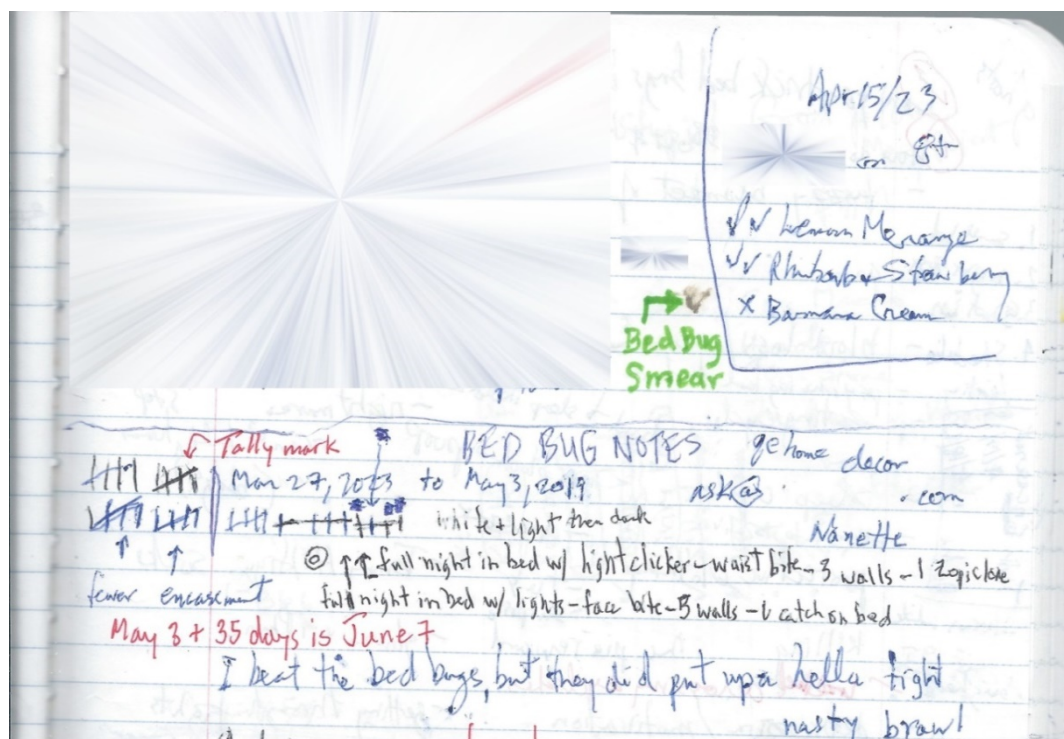 Apr 15/23
on
✓✓ Lemon Merange
✓✓ Rhubarb + Strawberry
X Banana Cream
Bed Bug
Smear
Tally mark
BED BUG NOTES
ge home decor
Mar 27, 2023 to May 3, 2019
ask@
.com
white + light then dark
Nanette
full night in bed w/ light clicker - waist bite - 3 walls - 1
fewer encasement
full night in bed w/ lights - face bite - 3 walls - catch on bed
May 3 + 35 days is June 7
I beat the bed bugs, but they did put up a hella fight
nasty brawl